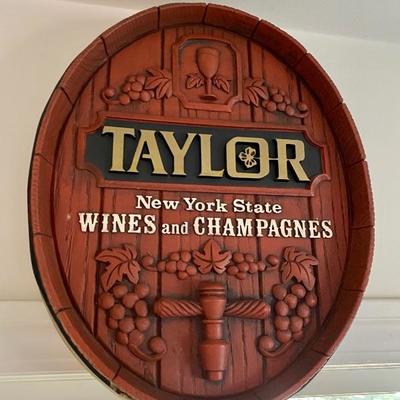 TAYLOR
New York State
WINES and CHAMPAGNES